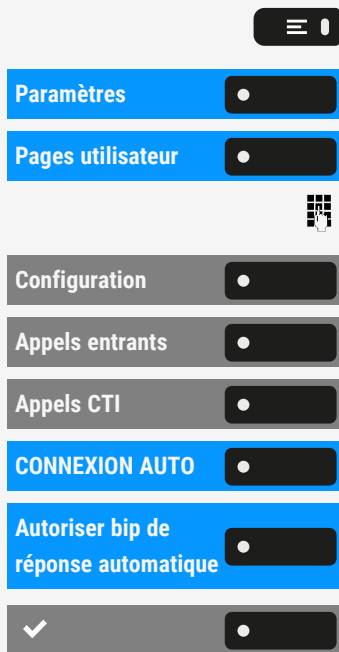 Paramètres
Pages utilisateur
Configuration
Appels entrants
Appels CTI
CONNEXION AUTO
Autoriser bip de
réponse automatique